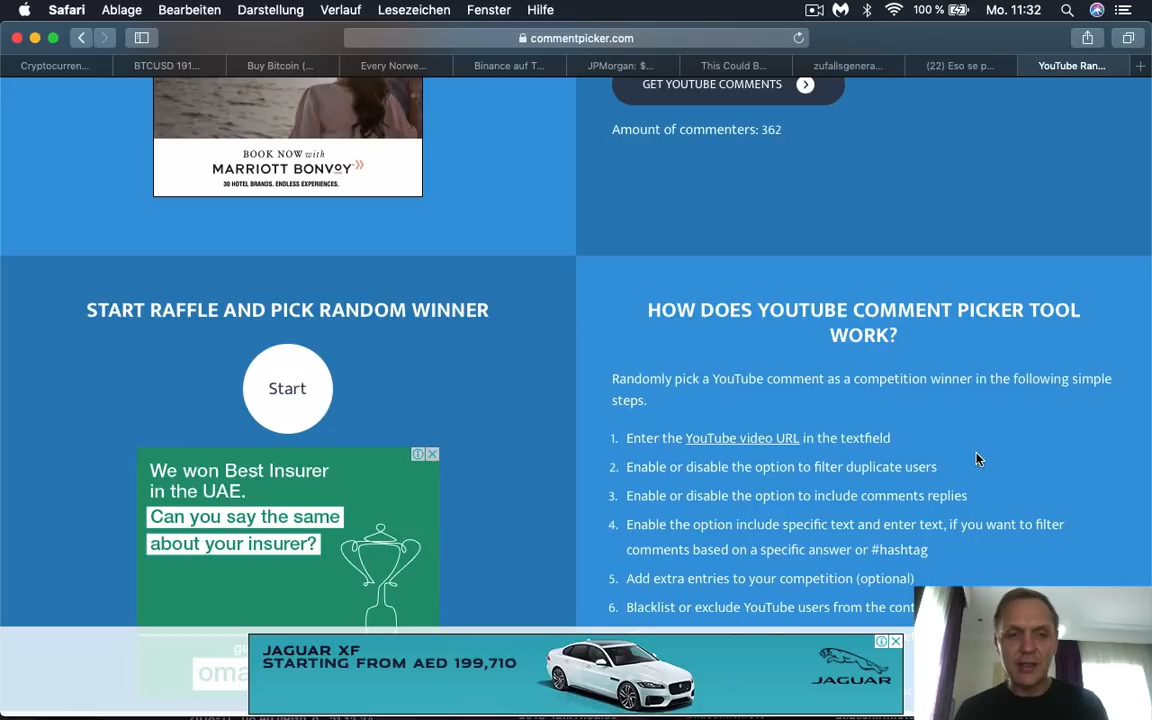 Safari Ablage Bearbeiten Darstellung Verlauf Lesezeichen Fenster Hilfe 100 % Mo. 11:32
commentpicker.com
Cryptocurren... BTCUSD 191... Buy Bitcoin (... Every Norwe... Binance auf T... JPMorgan: $... This Could B... zufallsgenera... (22) Eso se p... YouTube Ran...
BOOK NOW with
MARRIOTT BONVOY
30 HOTEL BRANDS. ENDLESS EXPERIENCES.
GET YOUTUBE COMMENTS
Amount of commenters: 362
START RAFFLE AND PICK RANDOM WINNER
Start
We won Best Insurer
in the UAE.
Can you say the same
about your insurer?
HOW DOES YOUTUBE COMMENT PICKER TOOL
WORK?
Randomly pick a YouTube comment as a competition winner in the following simple
steps.
1. Enter the YouTube video URL in the textfield
2. Enable or disable the option to filter duplicate users
3. Enable or disable the option to include comments replies
4. Enable the option include specific text and enter text, if you want to filter
comments based on a specific answer or #hashtag
5. Add extra entries to your competition (optional)
6. Blacklist or exclude YouTube users from the
JAGUAR XF
STARTING FROM AED 199,710
JAGUAR